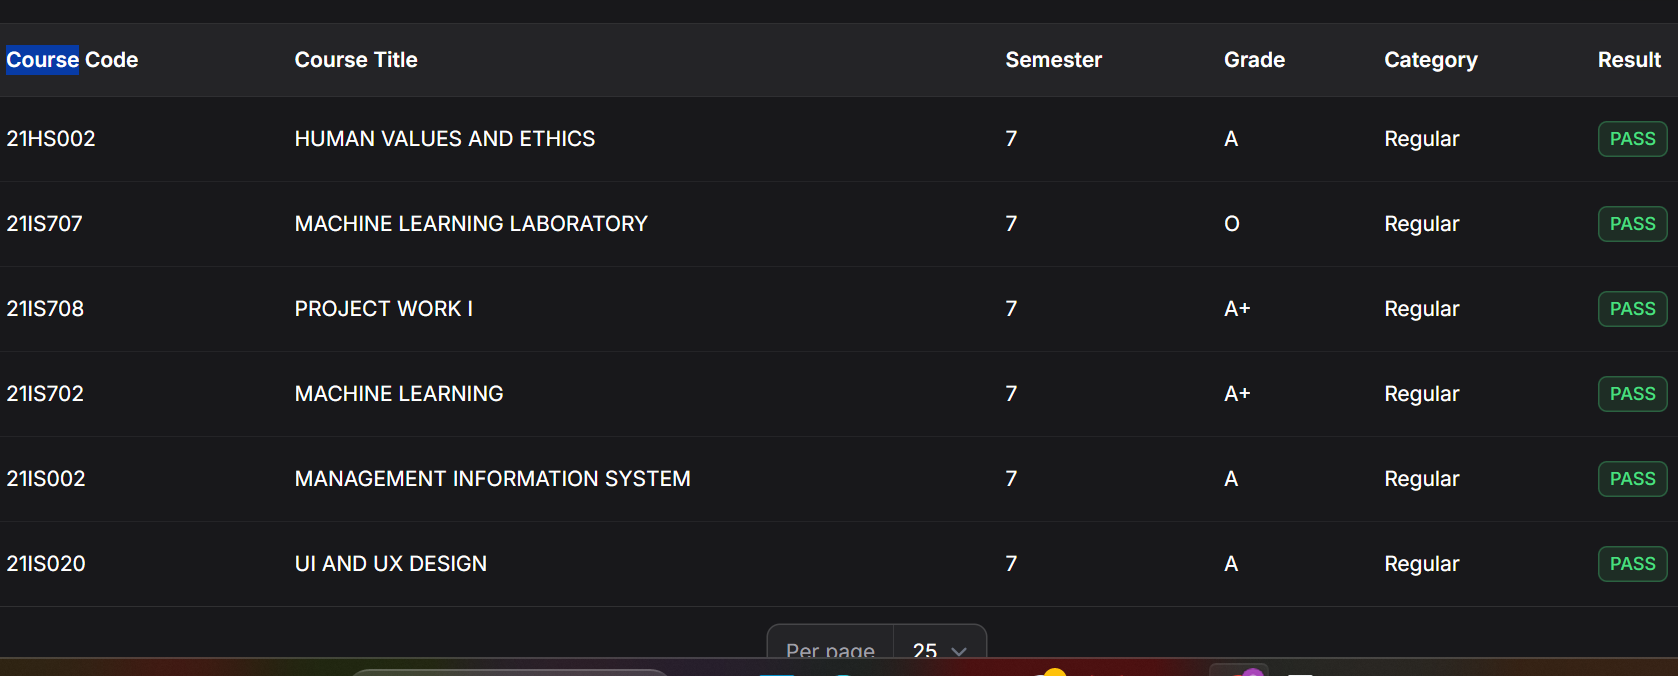 Course Code Course Title Semester Grade Category Result
21HS002 HUMAN VALUES AND ETHICS 7 A Regular PASS
21IS707 MACHINE LEARNING LABORATORY 7 O Regular PASS
21IS708 PROJECT WORK I 7 A+ Regular PASS
21IS702 MACHINE LEARNING 7 A+ Regular PASS
21IS002 MANAGEMENT INFORMATION SYSTEM 7 A Regular PASS
21IS020 UI AND UX DESIGN 7 A Regular PASS
Per page 25